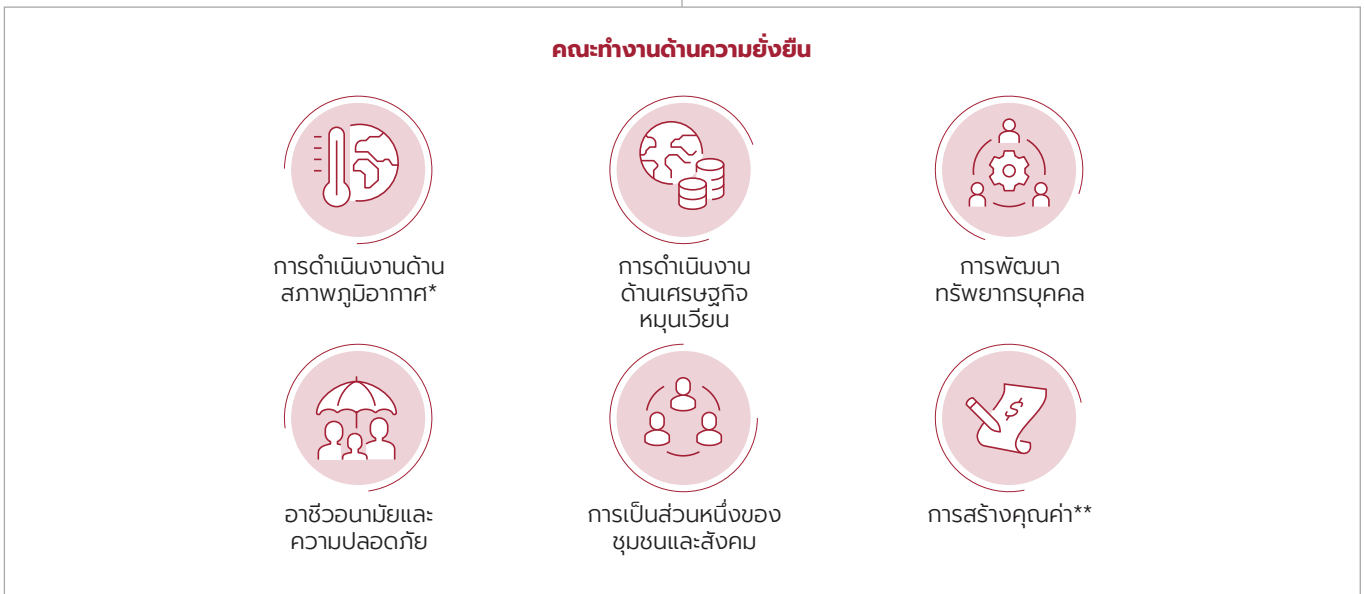 คณะทำงานด้านความยั่งยืน
การดำเนินงานด้าน
สภาพภูมิอากาศ*
การดำเนินงาน
ด้านเศรษฐกิจ
หมุนเวียน
การพัฒนา
ทรัพยากรบุคคล
อาชีวอนามัยและ
ความปลอดภัย
การเป็นส่วนหนึ่งของ
ชุมชนและสังคม
การสร้างคุณค่า**
$